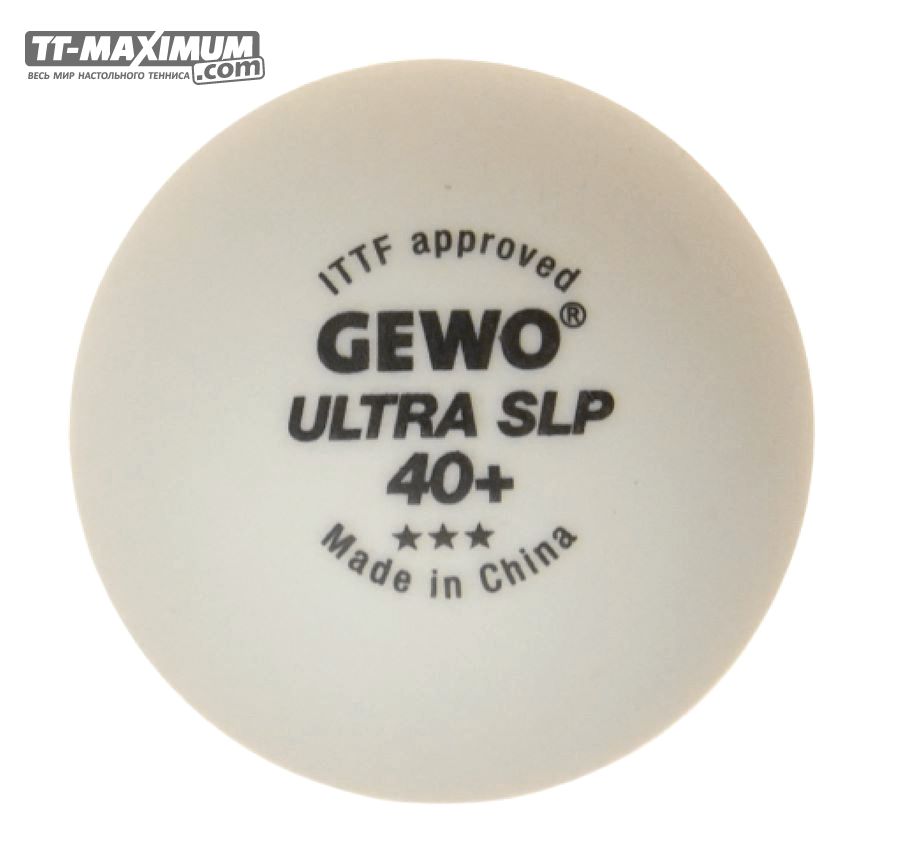 TT-MAXIMUM
.com
ВЕСЬ МИР НАСТОЛЬНОГО ТЕННИСА
ITTF approved
GEWO®
ULTRA SLP
40+
★★★
Made in China